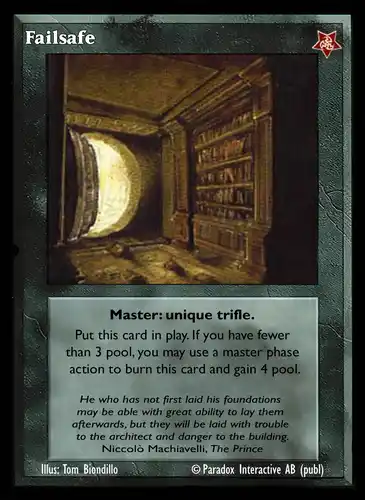 Failsafe
Master: unique trifle.
Put this card in play. If you have fewer
than 3 pool, you may use a master phase
action to burn this card and gain 4 pool.
He who has not first laid his foundations
may be able with great ability to lay them
afterwards, but they will be laid with trouble
to the architect and danger to the building.
Niccolò Machiavelli, The Prince
Illus: Tom Biondillo © Paradox Interactive AB (publ)